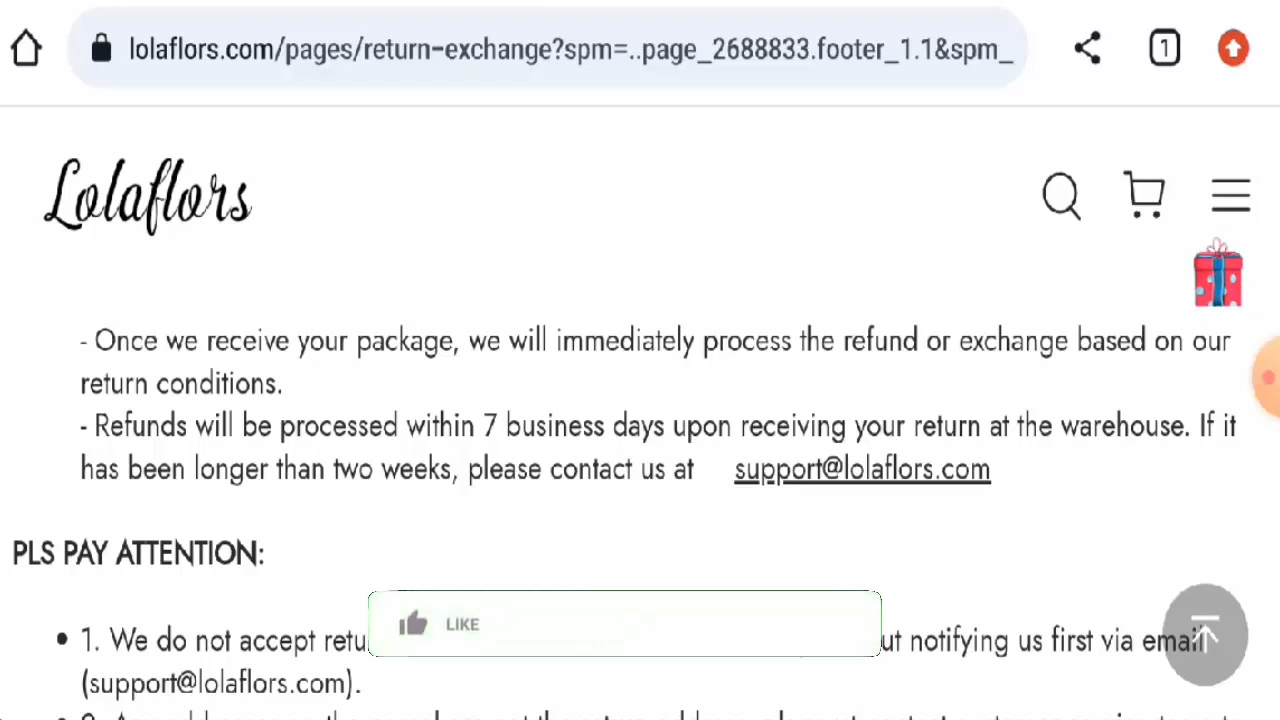 lolaflors.com/pages/return-exchange?spm=..page_2688833.footer_1.1&spm_
1
Lolaflors
- Once we receive your package, we will immediately process the refund or exchange based on our
return conditions.
- Refunds will be processed within 7 business days upon receiving your return at the warehouse. If it
has been longer than two weeks, please contact us at support@lolaflors.com
PLS PAY ATTENTION:
• 1. We do not accept retu LIKE ut notifying us first via email
(support@lolaflors.com).